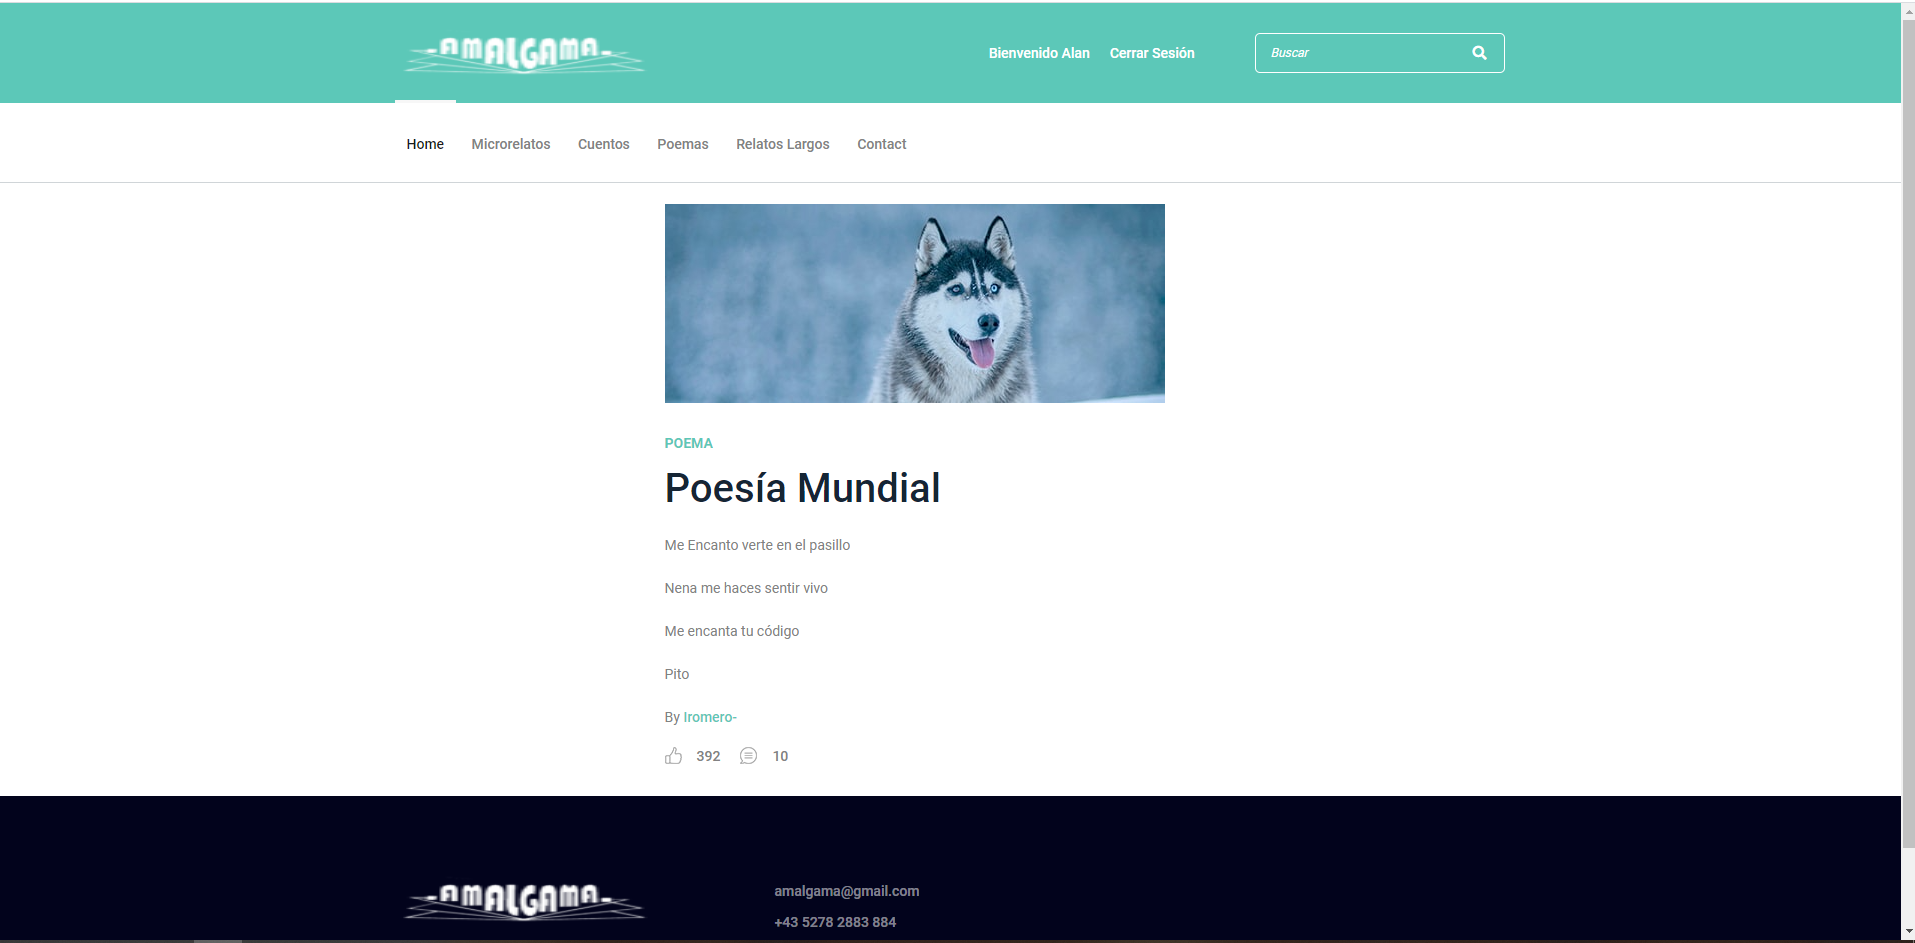 AMALGAMA
Bienvenido Alan Cerrar Sesión Buscar
Home Microrelatos Cuentos Poemas Relatos Largos Contact
POEMA
Poesía Mundial
Me Encanto verte en el pasillo
Nena me haces sentir vivo
Me encanta tu código
Pito
By Iromero-
392 10
AMALGAMA
amalgama@gmail.com
+43 5278 2883 884